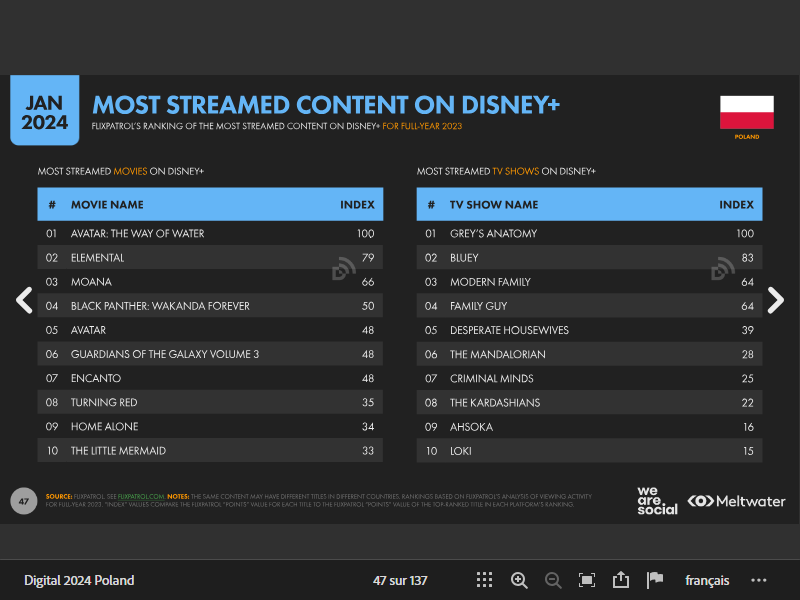 JAN
2024
MOST STREAMED CONTENT ON DISNEY+
FLIXPATROL'S RANKING OF THE MOST STREAMED CONTENT ON DISNEY+ FOR FULL-YEAR 2023
POLAND
MOST STREAMED MOVIES ON DISNEY+
# MOVIE NAME INDEX
01 AVATAR: THE WAY OF WATER 100
02 ELEMENTAL 79
03 MOANA 66
04 BLACK PANTHER: WAKANDA FOREVER 50
05 AVATAR 48
06 GUARDIANS OF THE GALAXY VOLUME 3 48
07 ENCANTO 48
08 TURNING RED 35
09 HOME ALONE 34
10 THE LITTLE MERMAID 33
MOST STREAMED TV SHOWS ON DISNEY+
# TV SHOW NAME INDEX
01 GREY'S ANATOMY 100
02 BLUEY 83
03 MODERN FAMILY 64
04 FAMILY GUY 64
05 DESPERATE HOUSEWIVES 39
06 THE MANDALORIAN 28
07 CRIMINAL MINDS 25
08 THE KARDASHIANS 22
09 AHSOKA 16
10 LOKI 15
47
SOURCE: FLIXPATROL. SEE FLIXPATROL.COM. NOTES: THE SAME CONTENT MAY HAVE DIFFERENT TITLES IN DIFFERENT COUNTRIES. RANKINGS BASED ON FLIXPATROL'S ANALYSIS OF VIEWING ACTIVITY
FOR FULL-YEAR 2023. "INDEX" VALUES COMPARE THE FLIXPATROL "POINTS" VALUE FOR EACH TITLE TO THE FLIXPATROL "POINTS" VALUE OF THE TOP-RANKED TITLE IN EACH PLATFORM'S RANKING.
we
are.
social
Meltwater
Digital 2024 Poland
47 sur 137
français